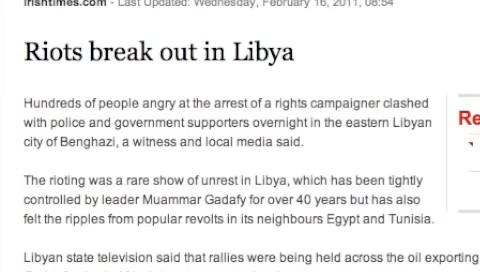 irishtimes.com - Last Updated: Wednesday, February 16, 2011, 08:54
Riots break out in Libya
Hundreds of people angry at the arrest of a rights campaigner clashed
with police and government supporters overnight in the eastern Libyan
city of Benghazi, a witness and local media said.
Re
The rioting was a rare show of unrest in Libya, which has been tightly
controlled by leader Muammar Gadafy for over 40 years but has also
felt the ripples from popular revolts in its neighbours Egypt and Tunisia.
Libyan state television said that rallies were being held across the oil exporting